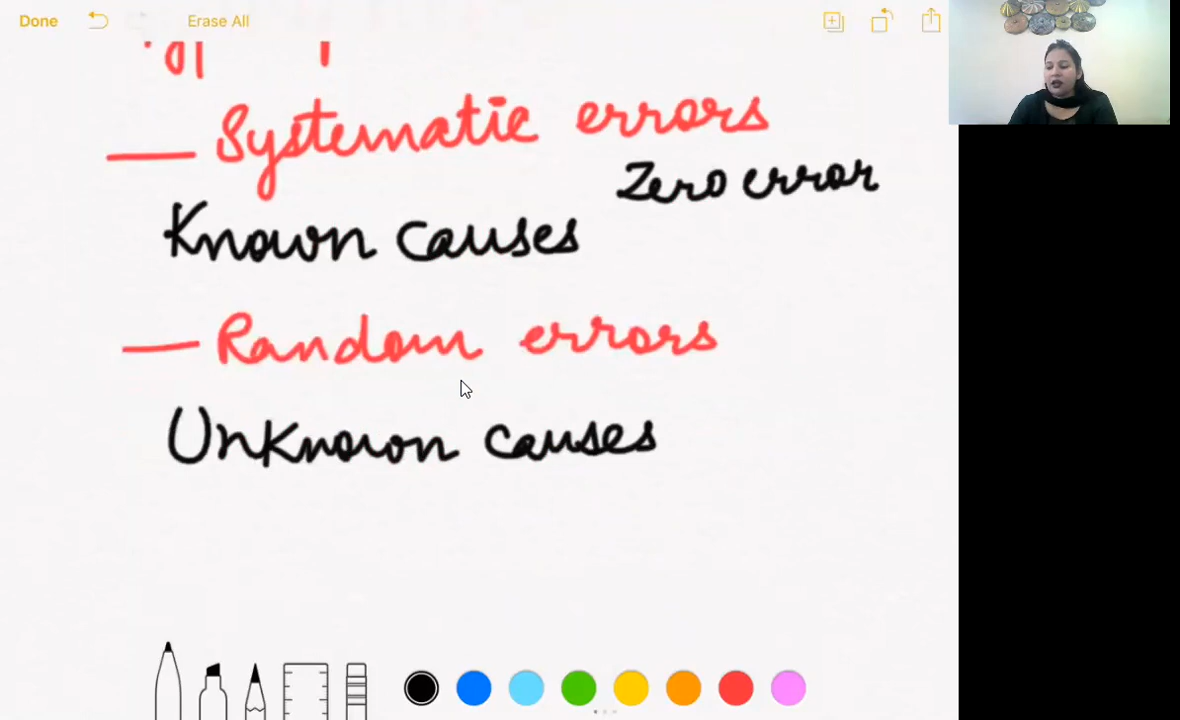 Done Erase All
Systematic errors
Zero error
Known causes
Random errors
Unknown causes